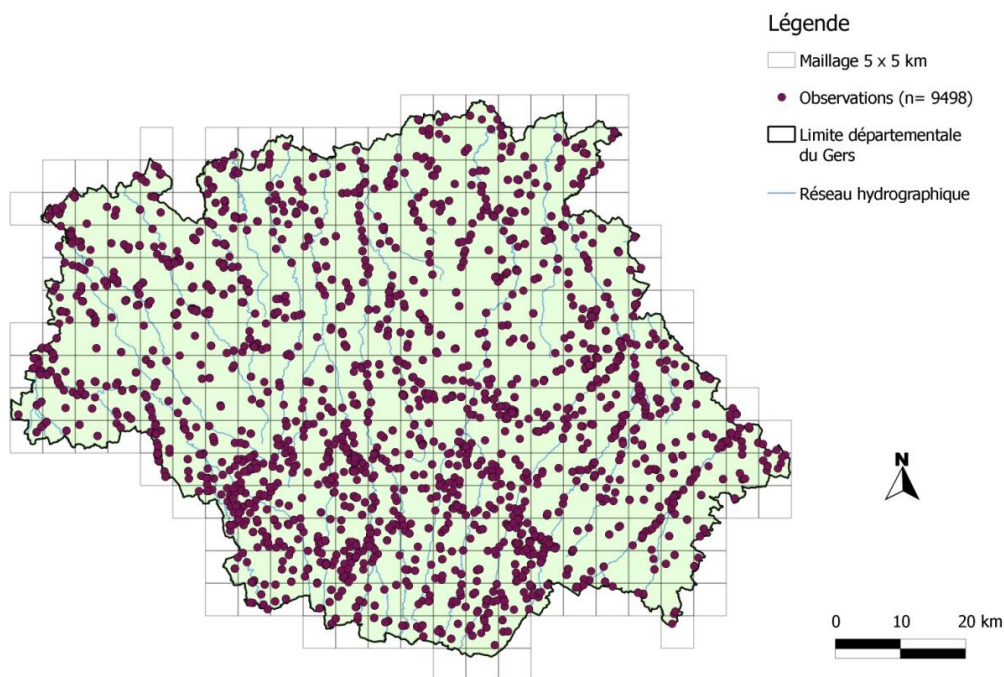 Légende
Maillage 5 x 5 km
Observations (n= 9498)
Limite départementale
du Gers
Réseau hydrographique
N
0 10 20 km